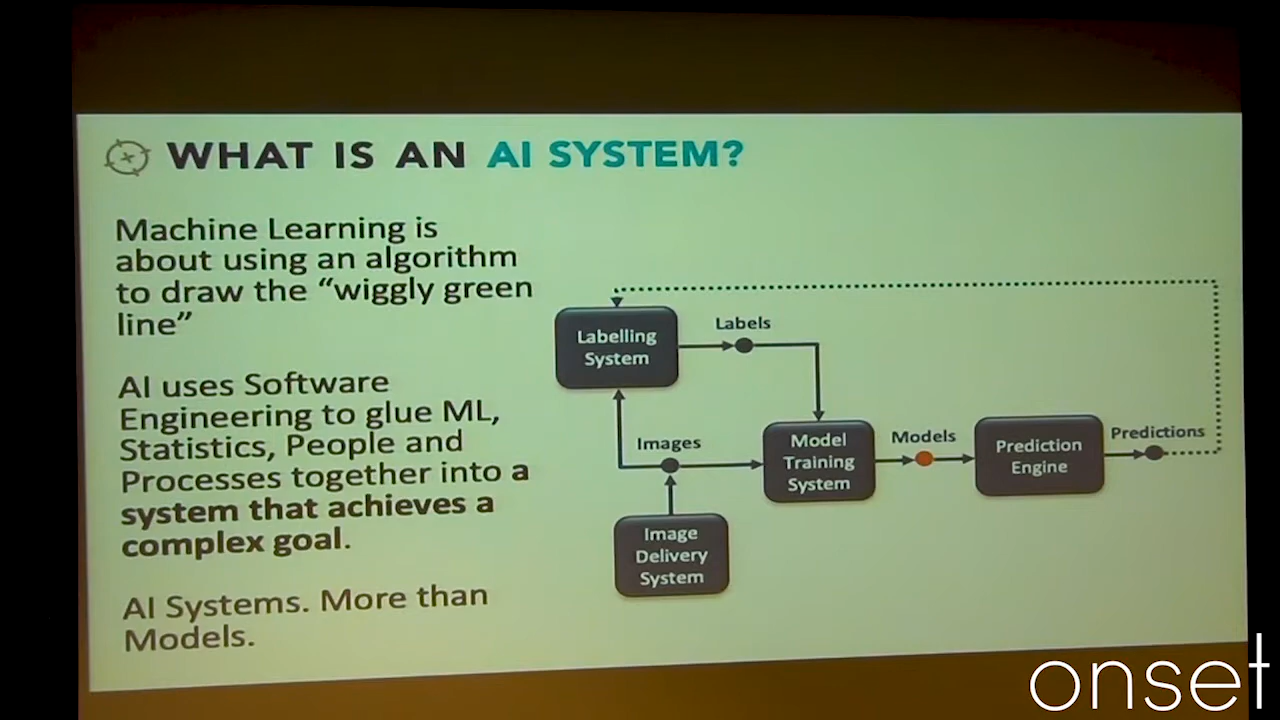 WHAT IS AN AI SYSTEM?
Machine Learning is
about using an algorithm
to draw the “wiggly green
line”
AI uses Software
Engineering to glue ML,
Statistics, People and
Processes together into a
system that achieves a
complex goal.
AI Systems. More than
Models.
Labelling
System
Labels
Images
Model
Training
System
Models
Prediction
Engine
Predictions
Image
Delivery
System
onset